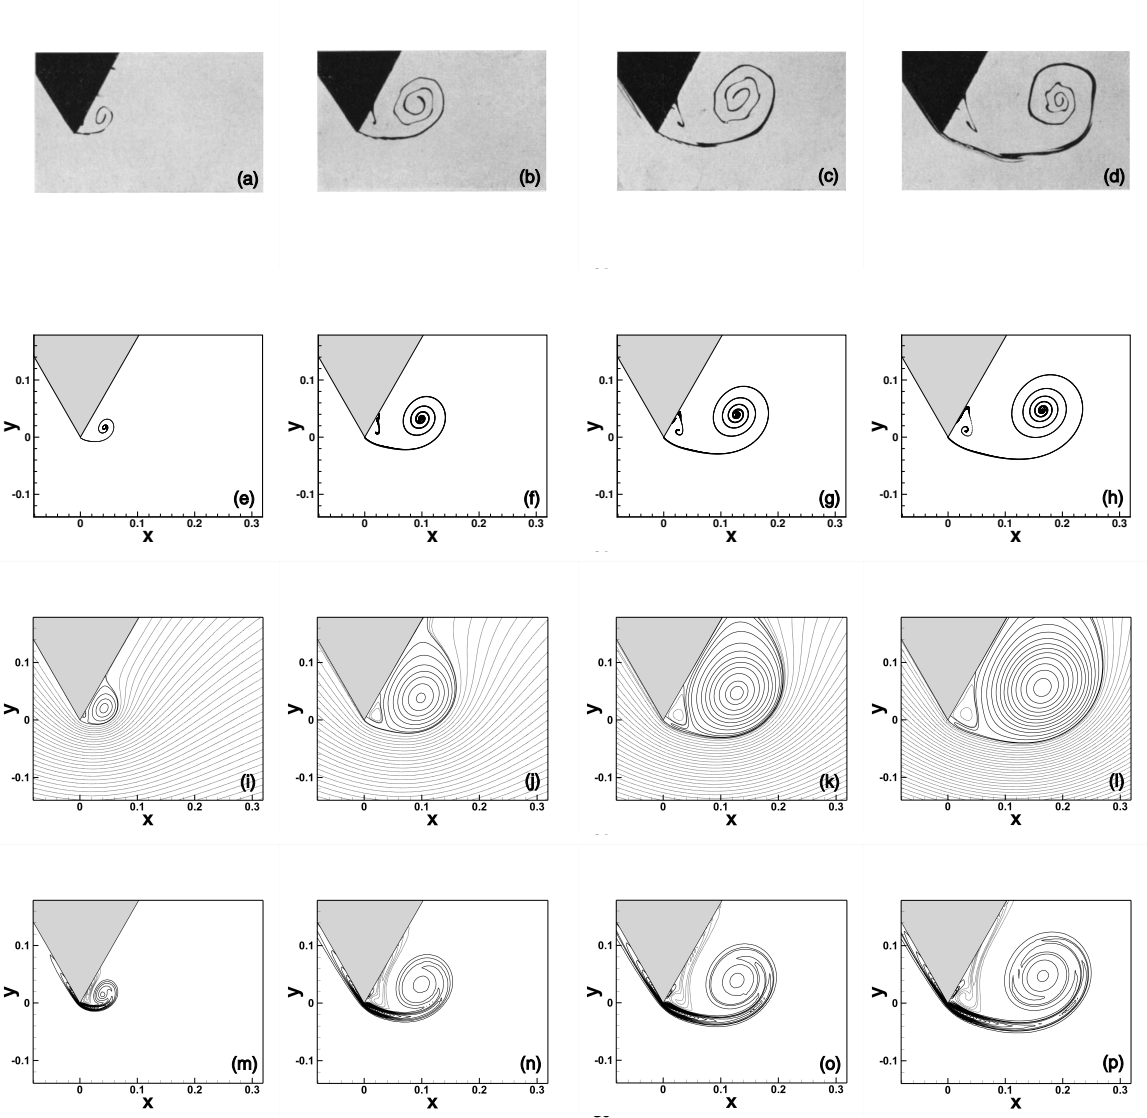 (a) (b) (c) (d)
y 0.1 0 -0.1 (e) 0 0.1 0.2 0.3 x
y 0.1 0 -0.1 (f) 0 0.1 0.2 0.3 x
y 0.1 0 -0.1 (g) 0 0.1 0.2 0.3 x
y 0.1 0 -0.1 (h) 0 0.1 0.2 0.3 x
y 0.1 0 -0.1 (i) 0 0.1 0.2 0.3 x
y 0.1 0 -0.1 (j) 0 0.1 0.2 0.3 x
y 0.1 0 -0.1 (k) 0 0.1 0.2 0.3 x
y 0.1 0 -0.1 (l) 0 0.1 0.2 0.3 x
y 0.1 0 -0.1 (m) 0 0.1 0.2 0.3 x
y 0.1 0 -0.1 (n) 0 0.1 0.2 0.3 x
y 0.1 0 -0.1 (o) 0 0.1 0.2 0.3 x
y 0.1 0 -0.1 (p) 0 0.1 0.2 0.3 x